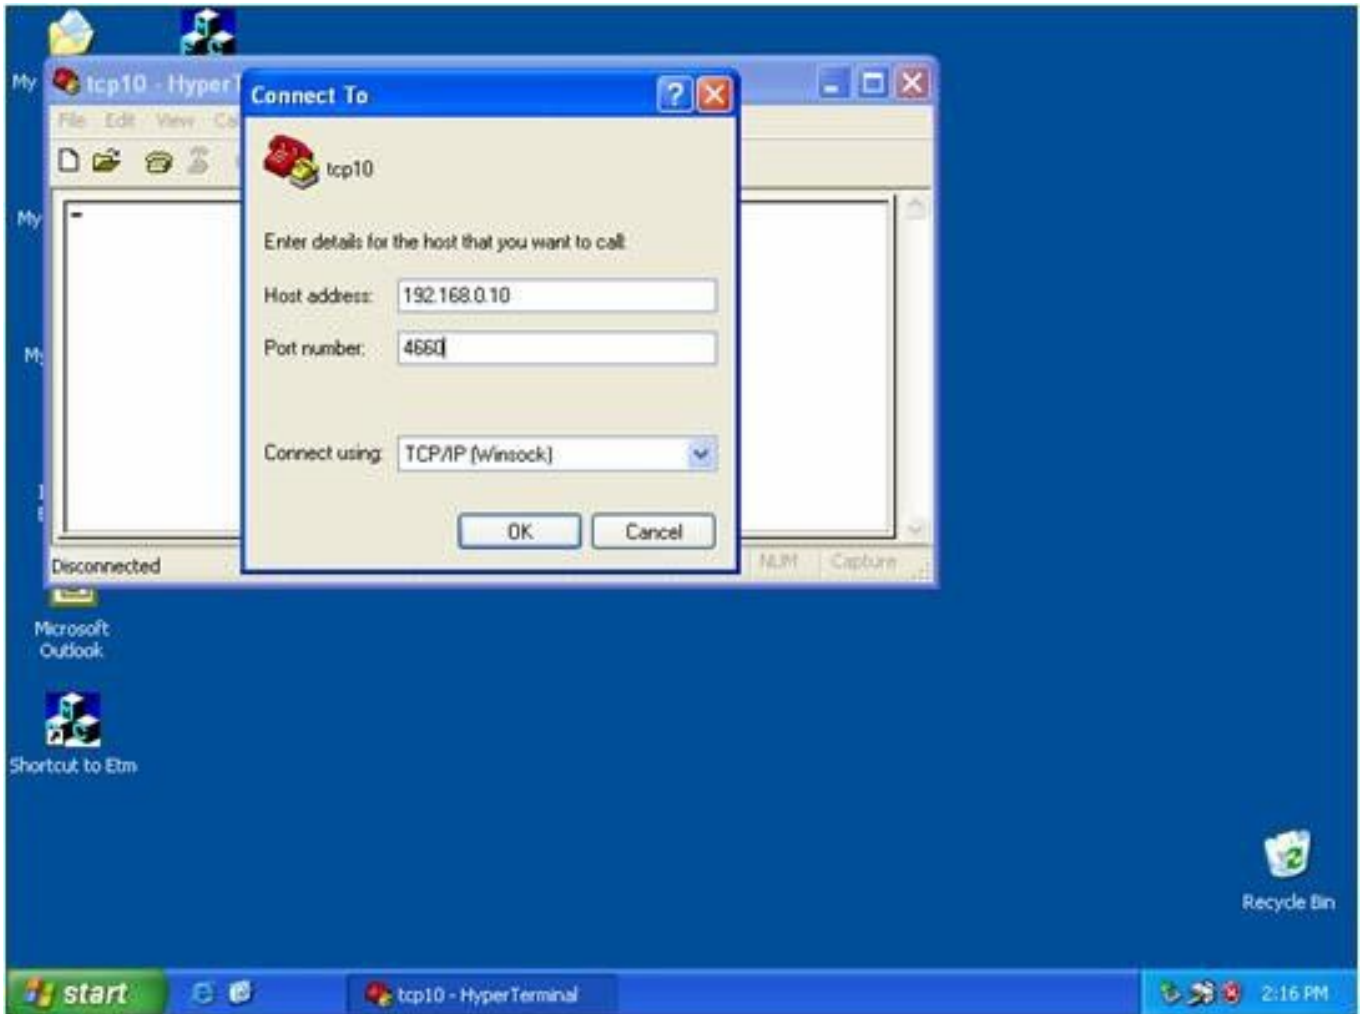 My
tcp10 - HyperT
File Edit View Ca
Connect To
tcp10
My
Enter details for the host that you want to call:
Host address: 192.168.0.10
Port number: 4660
My
Connect using: TCP/IP (Winsock)
OK Cancel
Disconnected
NUM Capture
Microsoft
Outlook
Shortcut to Etm
Recycle Bin
start
tcp10 - HyperTerminal
2:16 PM